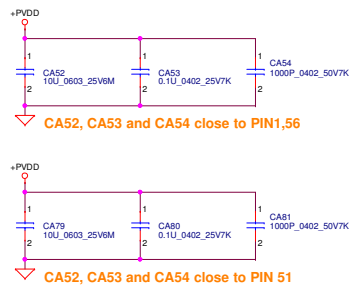 +PVDD
1
CA52
10U_0603_25V6M
2
1
CA53
0.1U_0402_25V7K
2
1
CA54
1000P_0402_50V7K
2
CA52, CA53 and CA54 close to PIN1,56
+PVDD
1
CA79
10U_0603_25V6M
2
1
CA80
0.1U_0402_25V7K
2
1
CA81
1000P_0402_50V7K
2
CA52, CA53 and CA54 close to PIN 51